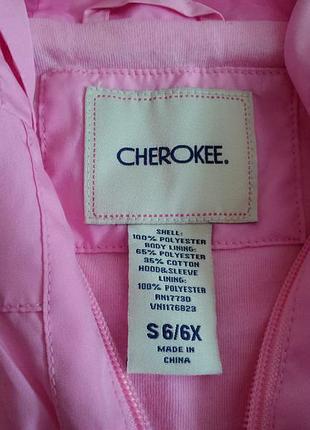 CHEROKEE.
SHELL:
100% POLYESTER
BODY LINING:
65% POLYESTER
35% COTTON
HOOD&SLEEVE
LINING:
100% POLYESTER
RN17730
VN1176823
S 6/6X
MADE IN
CHINA